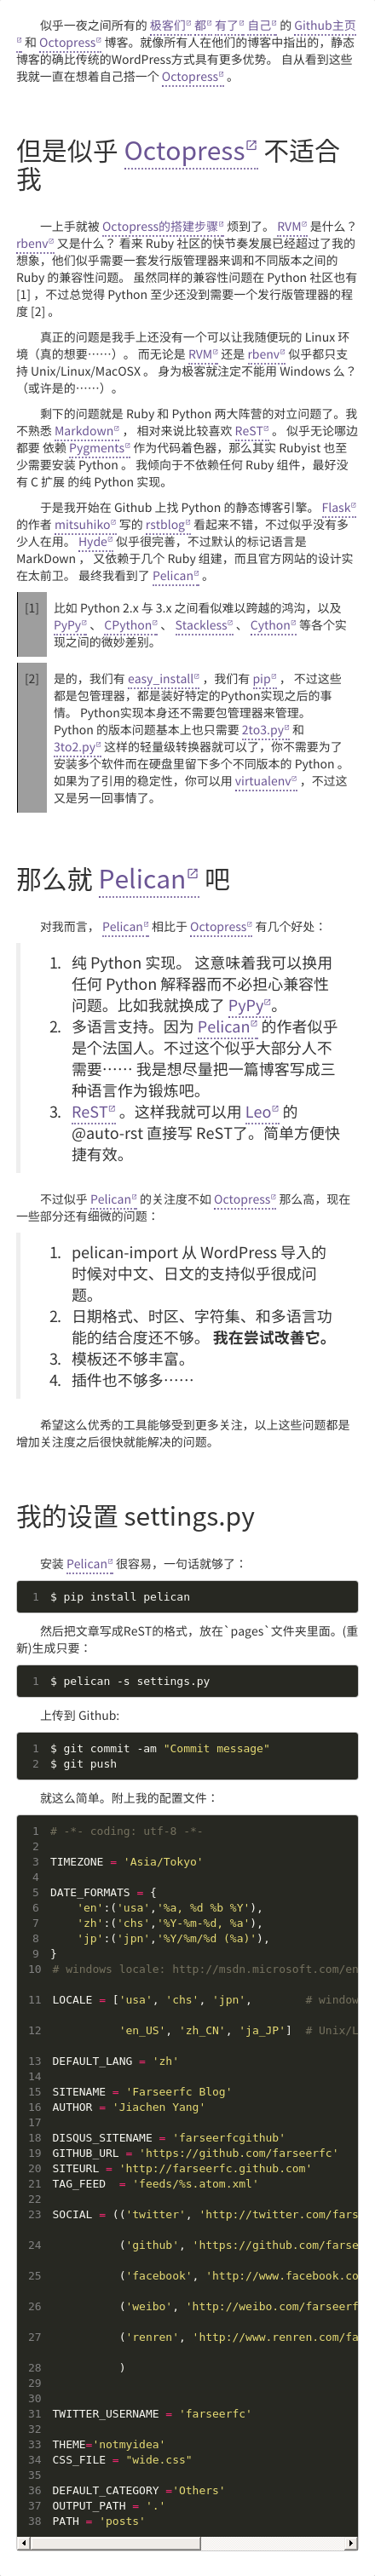 似乎一夜之间所有的 极客们 都 有了 自己 的 Github主页
和 Octopress 博客。就像所有人在他们的博客中指出的，静态
博客的确比传统的WordPress方式具有更多优势。 自从看到这些
我就一直在想着自己搭一个 Octopress 。
但是似乎 Octopress 不适合
我
一上手就被 Octopress的搭建步骤 烦到了。 RVM 是什么？
rbenv 又是什么？ 看来 Ruby 社区的快节奏发展已经超过了我的
想象，他们似乎需要一套发行版管理器来调和不同版本之间的
Ruby 的兼容性问题。 虽然同样的兼容性问题在 Python 社区也有
[1] ，不过总觉得 Python 至少还没到需要一个发行版管理器的程
度 [2] 。
真正的问题是我手上还没有一个可以让我随便玩的 Linux 环
境（真的想要……）。 而无论是 RVM 还是 rbenv 似乎都只支
持 Unix/Linux/MacOSX 。 身为极客就注定不能用 Windows 么？
（或许是的……）。
剩下的问题就是 Ruby 和 Python 两大阵营的对立问题了。我
不熟悉 Markdown ， 相对来说比较喜欢 ReST 。 似乎无论哪边
都要 依赖 Pygments 作为代码着色器，那么其实 Rubyist 也至
少需要安装 Python 。 我倾向于不依赖任何 Ruby 组件，最好没
有 C 扩展 的纯 Python 实现。
于是我开始在 Github 上找 Python 的静态博客引擎。 Flask
的作者 mitsuhiko 写的 rstblog 看起来不错，不过似乎没有多
少人在用。 Hyde 似乎很完善，不过默认的标记语言是
MarkDown ， 又依赖于几个 Ruby 组建，而且官方网站的设计实
在太前卫。 最终我看到了 Pelican 。
[1] 比如 Python 2.x 与 3.x 之间看似难以跨越的鸿沟，以及
PyPy 、 CPython 、 Stackless 、 Cython 等各个实
现之间的微妙差别。
[2] 是的，我们有 easy_install ，我们有 pip ， 不过这些
都是包管理器，都是装好特定的Python实现之后的事
情。 Python实现本身还不需要包管理器来管理。
Python 的版本问题基本上也只需要 2to3.py 和
3to2.py 这样的轻量级转换器就可以了，你不需要为了
安装多个软件而在硬盘里留下多个不同版本的 Python 。
如果为了引用的稳定性，你可以用 virtualenv ，不过这
又是另一回事情了。
那么就 Pelican 吧
对我而言， Pelican 相比于 Octopress 有几个好处：
1. 纯 Python 实现。 这意味着我可以换用
任何 Python 解释器而不必担心兼容性
问题。比如我就换成了 PyPy。
2. 多语言支持。因为 Pelican 的作者似乎
是个法国人。不过这个似乎大部分人不
需要…… 我是想尽量把一篇博客写成三
种语言作为锻炼吧。
3. ReST 。这样我就可以用 Leo 的
@auto-rst 直接写 ReST了。简单方便快
捷有效。
不过似乎 Pelican 的关注度不如 Octopress 那么高，现在
一些部分还有细微的问题：
1. pelican-import 从 WordPress 导入的
时候对中文、日文的支持似乎很成问
题。
2. 日期格式、时区、字符集、和多语言功
能的结合度还不够。 我在尝试改善它。
3. 模板还不够丰富。
4. 插件也不够多……
希望这么优秀的工具能够受到更多关注，以上这些问题都是
增加关注度之后很快就能解决的问题。
我的设置 settings.py
安装 Pelican 很容易，一句话就够了：
1 $ pip install pelican
然后把文章写成ReST的格式，放在`pages`文件夹里面。(重
新)生成只要：
1 $ pelican -s settings.py
上传到 Github:
1 $ git commit -am "Commit message"
2 $ git push
就这么简单。附上我的配置文件：
1 # -*- coding: utf-8 -*-
2
3 TIMEZONE = 'Asia/Tokyo'
4
5 DATE_FORMATS = {
6 'en':('usa','%a, %d %b %Y'),
7 'zh':('chs','%Y-%m-%d, %a'),
8 'jp':('jpn','%Y/%m/%d (%a)'),
9 }
10 # windows locale: http://msdn.microsoft.com/en
11 LOCALE = ['usa', 'chs', 'jpn', # window
12 'en_US', 'zh_CN', 'ja_JP'] # Unix/L
13 DEFAULT_LANG = 'zh'
14
15 SITENAME = 'Farseerfc Blog'
16 AUTHOR = 'Jiachen Yang'
17
18 DISQUS_SITENAME = 'farseerfcgithub'
19 GITHUB_URL = 'https://github.com/farseerfc'
20 SITEURL = 'http://farseerfc.github.com'
21 TAG_FEED = 'feeds/%s.atom.xml'
22
23 SOCIAL = (('twitter', 'http://twitter.com/fars
24 ('github', 'https://github.com/farse
25 ('facebook', 'http://www.facebook.co
26 ('weibo', 'http://weibo.com/farseerf
27 ('renren', 'http://www.renren.com/fa
28 )
29
30
31 TWITTER_USERNAME = 'farseerfc'
32
33 THEME='notmyidea'
34 CSS_FILE = "wide.css"
35
36 DEFAULT_CATEGORY ='Others'
37 OUTPUT_PATH = '.'
38 PATH = 'posts'